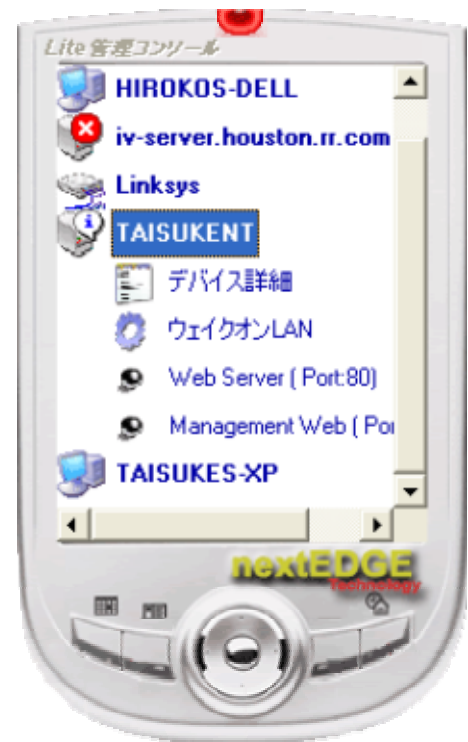 Lite 管理コンソール
HIROKOS-DELL
iv-server.houston.rr.com
Linksys
TAISUKENT
デバイス詳細
ウェイクオンLAN
Web Server ( Port:80)
Management Web ( Por
TAISUKES-XP
nextEDGE
Technology